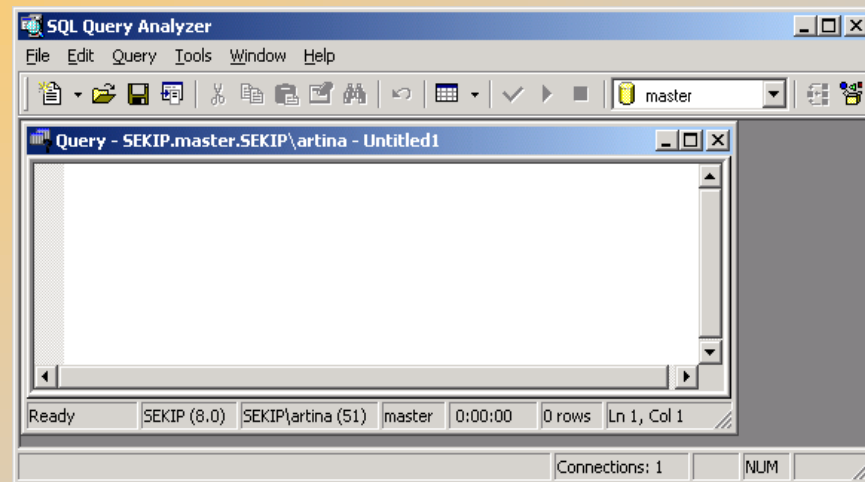 SQL Query Analyzer
File Edit Query Tools Window Help
master
Query - SEKIP.master.SEKIP\artina - Untitled1
Ready SEKIP (8.0) SEKIP\artina (51) master 0:00:00 0 rows Ln 1, Col 1
Connections: 1 NUM